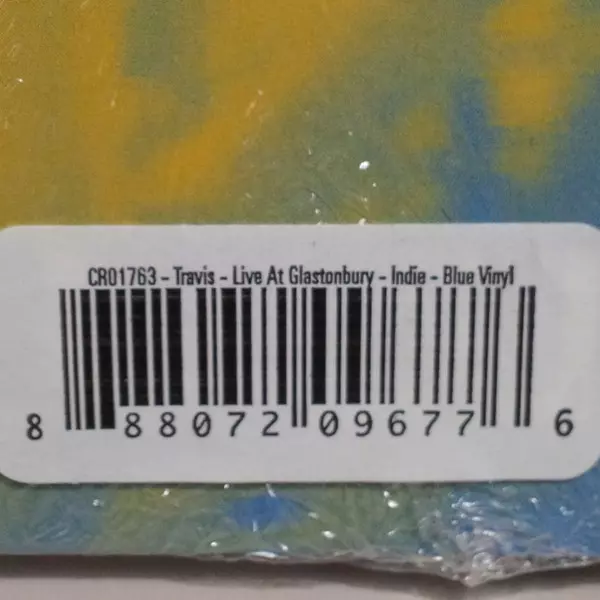 CR01763 - Travis - Live At Glastonbury - Indie - Blue Vinyl
8 88072 09677 6